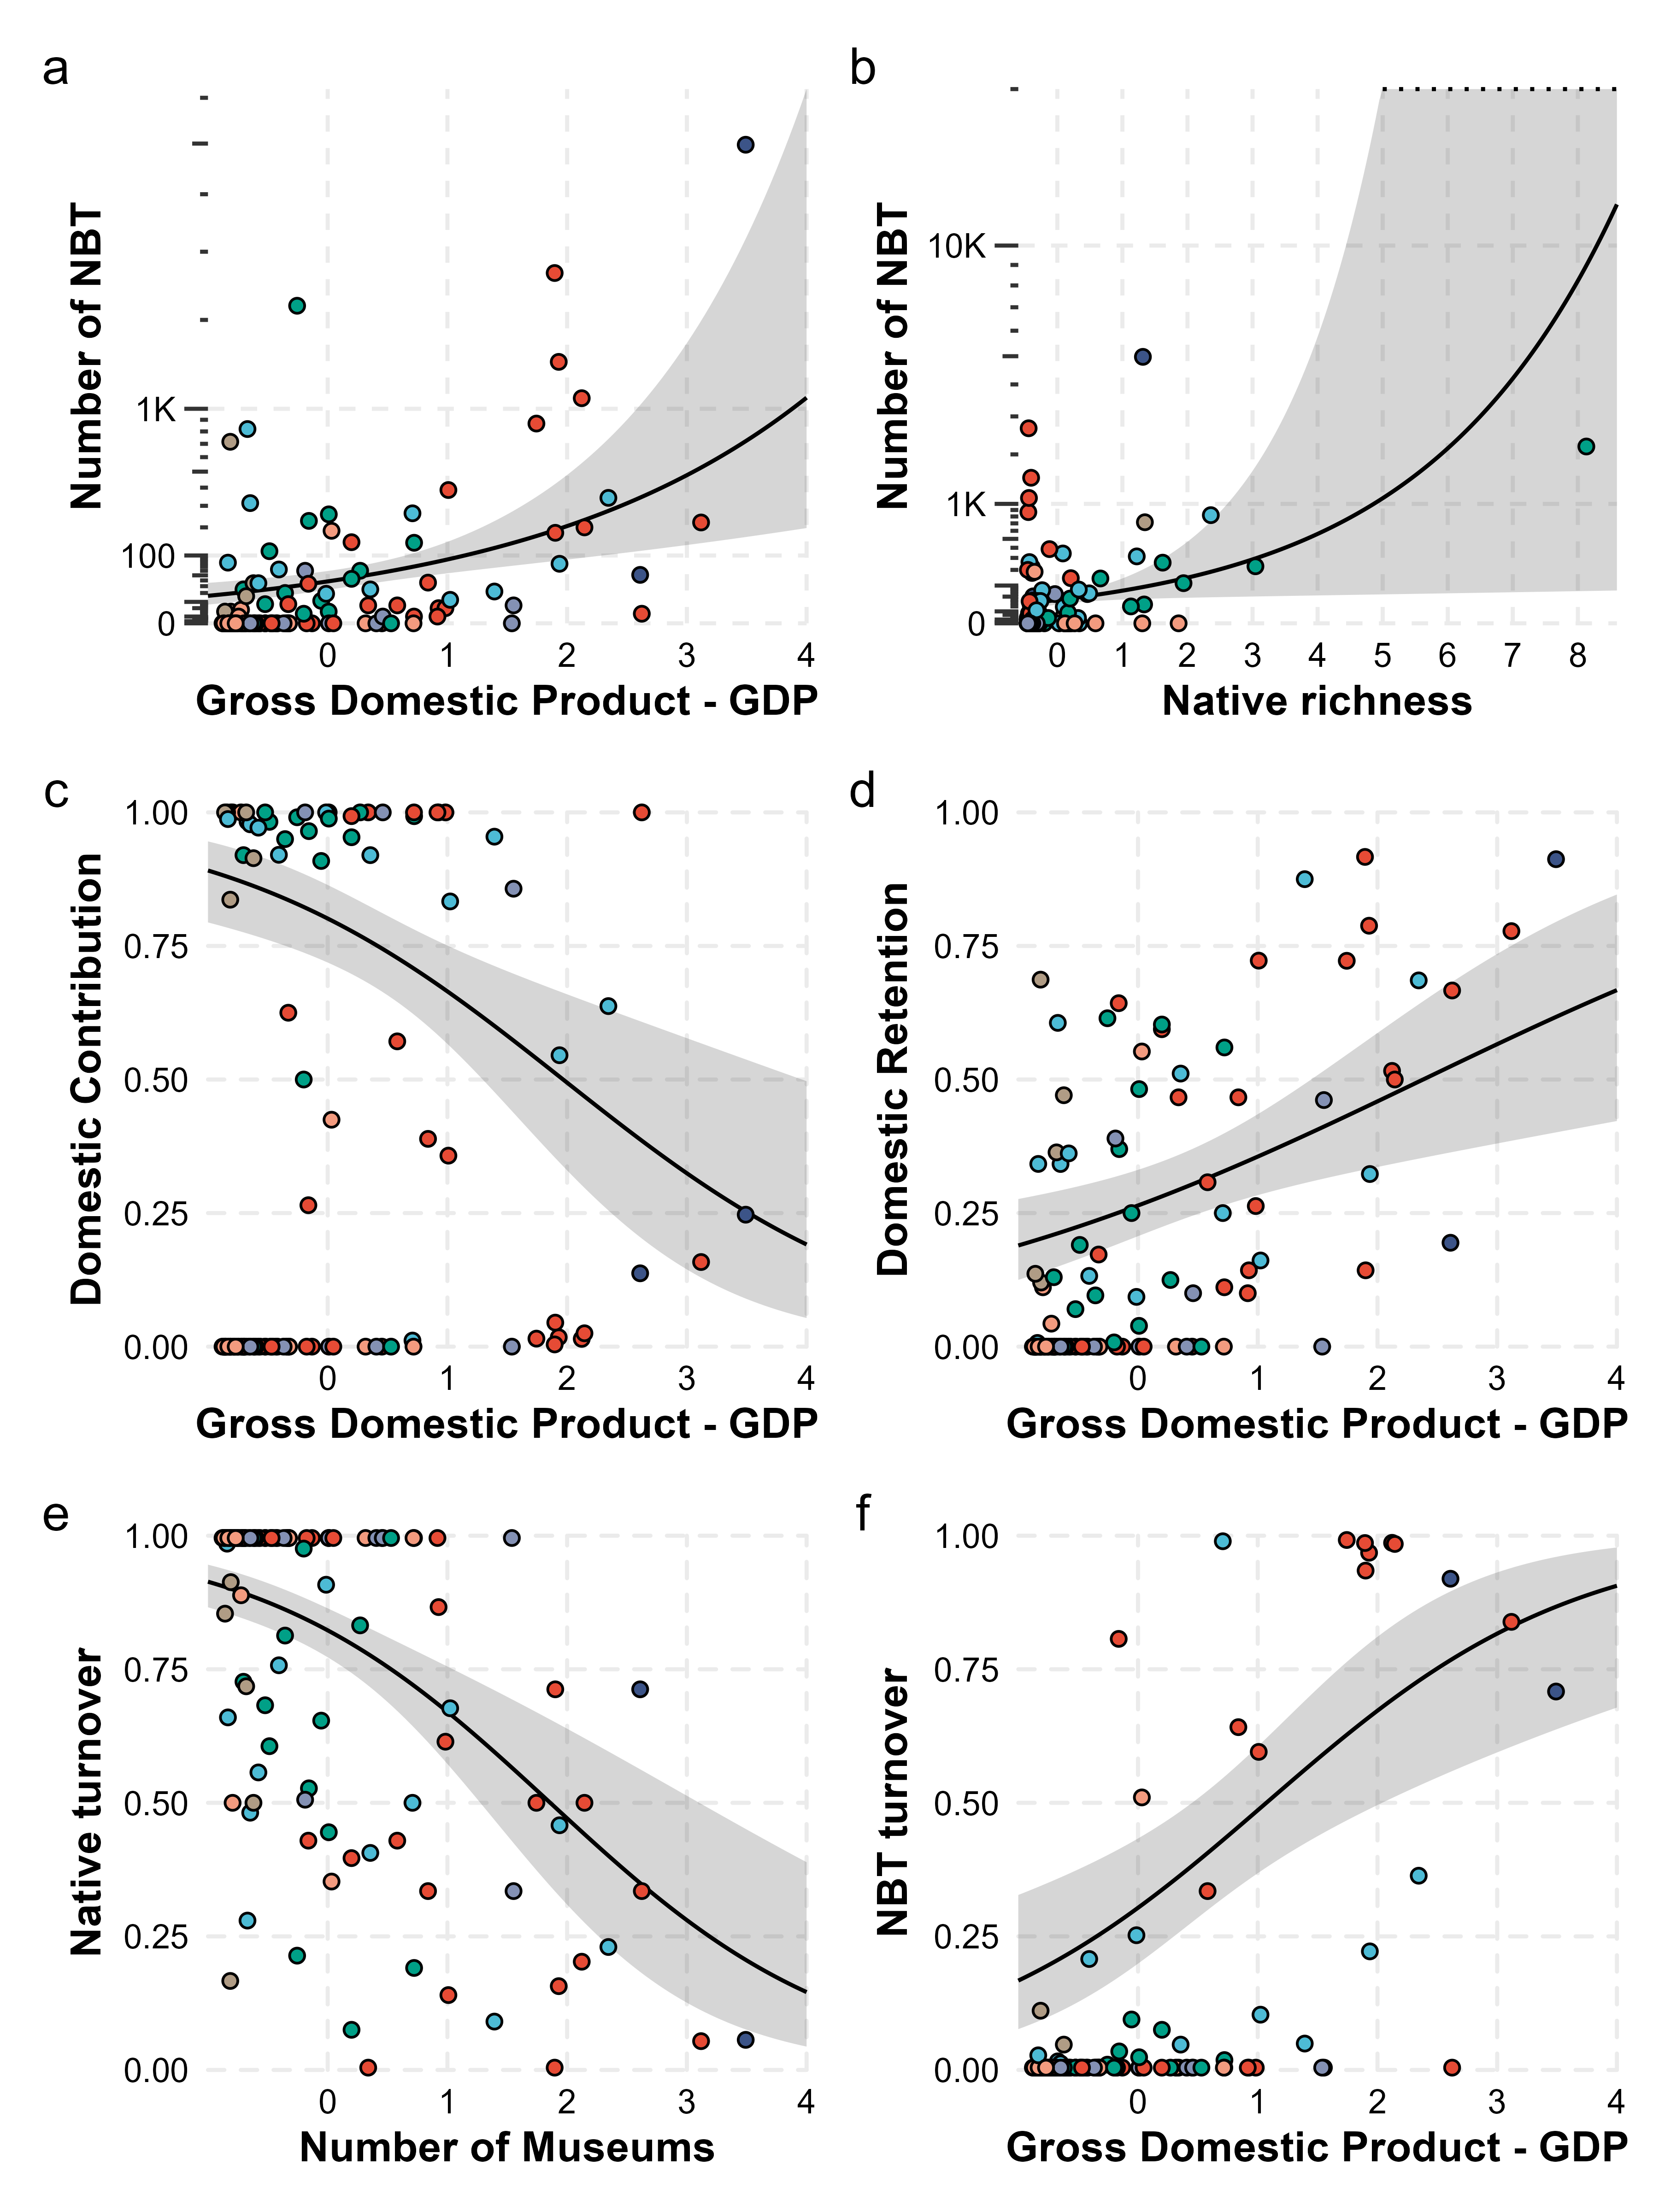 a
Number of NBT
1K
100
0
0 1 2 3 4
Gross Domestic Product - GDP
b
Number of NBT
10K
1K
0
0 1 2 3 4 5 6 7 8
Native richness
c
Domestic Contribution
1.00
0.75
0.50
0.25
0.00
0 1 2 3 4
Gross Domestic Product - GDP
d
Domestic Retention
1.00
0.75
0.50
0.25
0.00
0 1 2 3 4
Gross Domestic Product - GDP
e
Native turnover
1.00
0.75
0.50
0.25
0.00
0 1 2 3 4
Number of Museums
f
NBT turnover
1.00
0.75
0.50
0.25
0.00
0 1 2 3 4
Gross Domestic Product - GDP